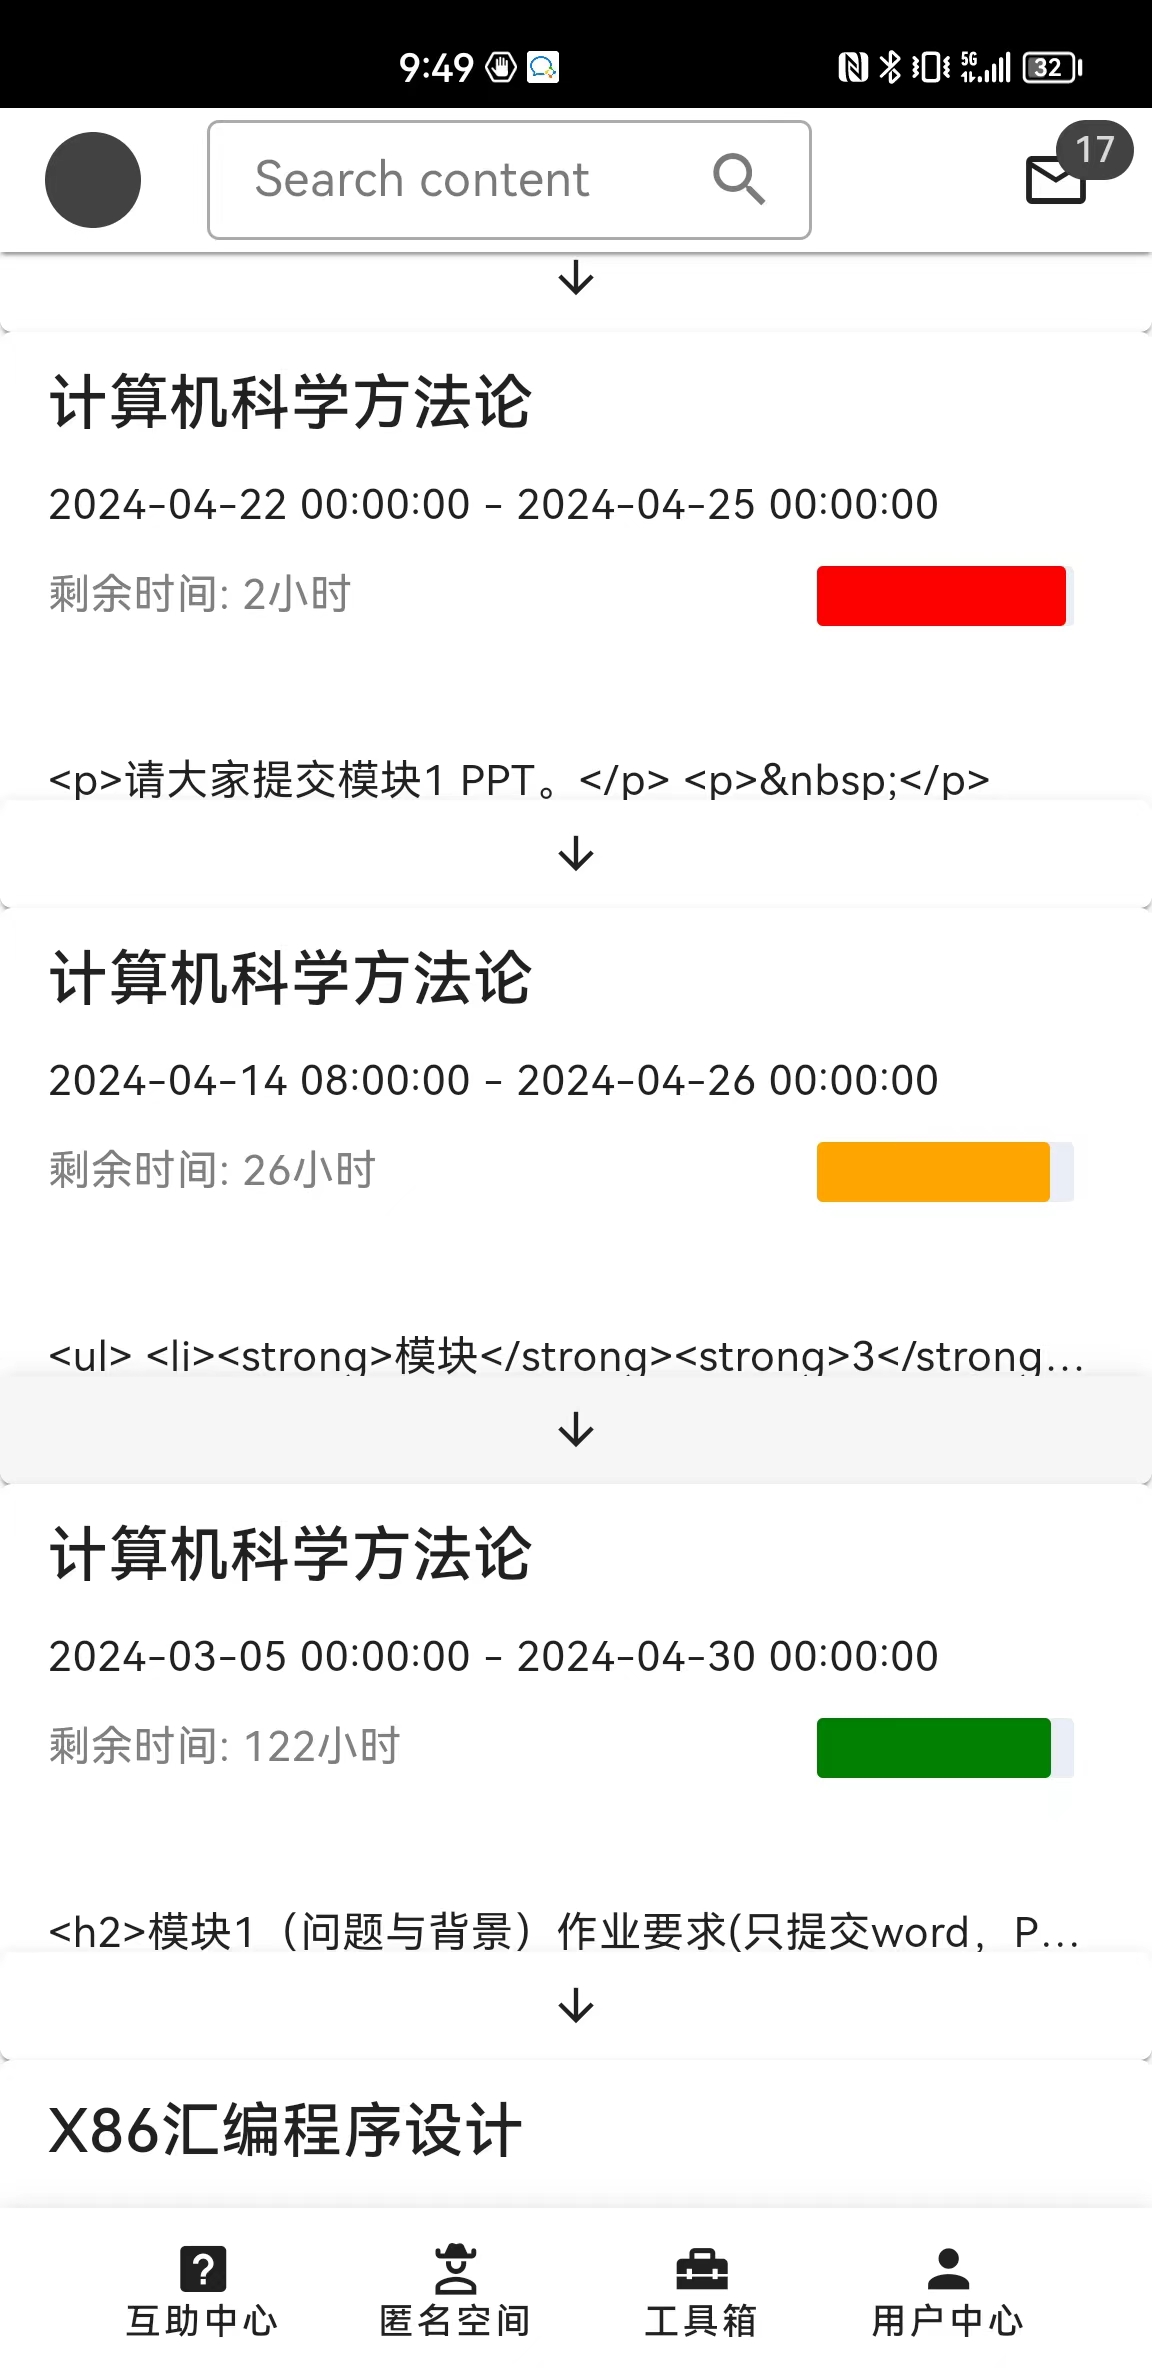 9:49
5G
32
Search content
17
计算机科学方法论
2024-04-22 00:00:00 - 2024-04-25 00:00:00
剩余时间: 2小时
<p>请大家提交模块1 PPT。</p> <p>&nbsp;</p>
计算机科学方法论
2024-04-14 08:00:00 - 2024-04-26 00:00:00
剩余时间: 26小时
<ul> <li><strong>模块</strong><strong>3</strong...
计算机科学方法论
2024-03-05 00:00:00 - 2024-04-30 00:00:00
剩余时间: 122小时
<h2>模块1（问题与背景）作业要求(只提交word，P...
X86汇编程序设计
互助中心
匿名空间
工具箱
用户中心